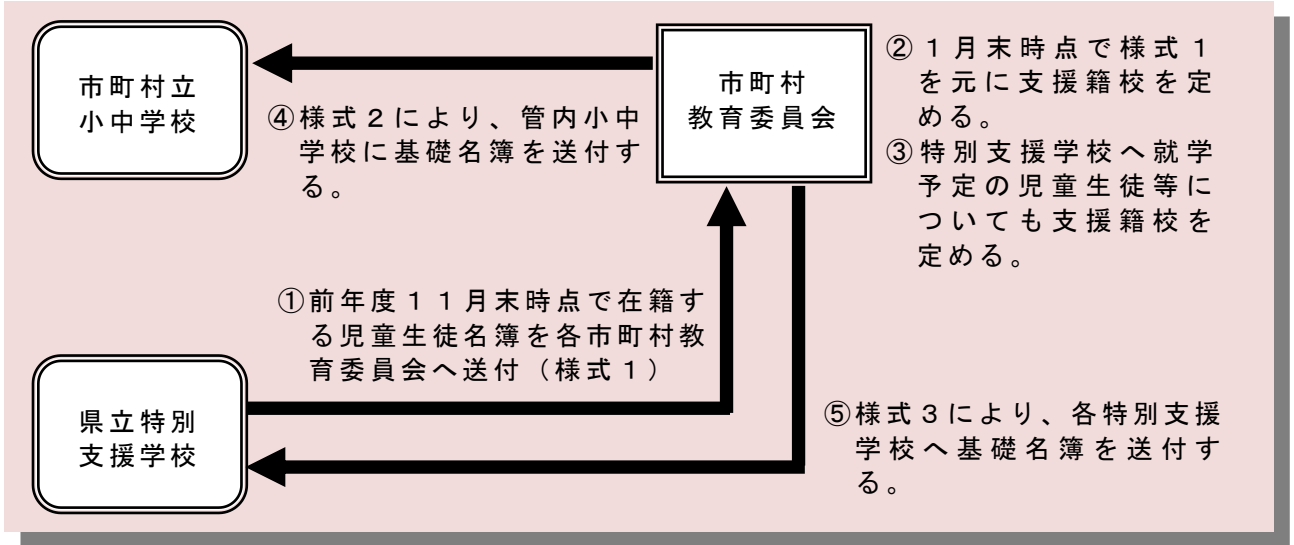 市町村立
小中学校
④様式２により、管内小中
学校に基礎名簿を送付す
る。
市町村
教育委員会
②１月末時点で様式１
を元に支援籍校を定
める。
③特別支援学校へ就学
予定の児童生徒等に
ついても支援籍校を
定める。
①前年度１１月末時点で在籍す
る児童生徒名簿を各市町村教
育委員会へ送付（様式１）
県立特別
支援学校
⑤様式３により、各特別支援
学校へ基礎名簿を送付す
る。